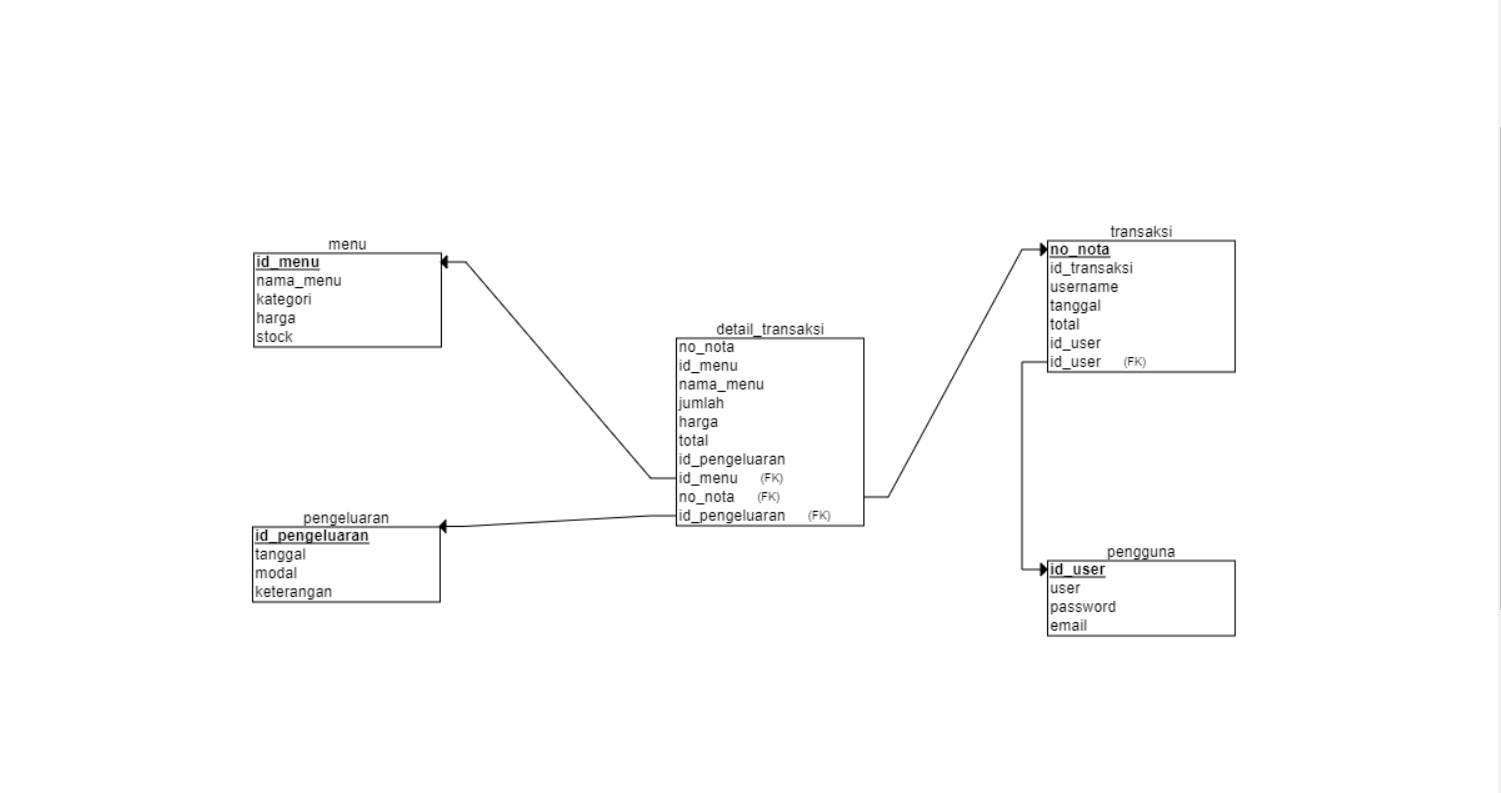 menu
id_menu
nama_menu
kategori
harga
stock
pengeluaran
id_pengeluaran
tanggal
modal
keterangan
detail_transaksi
no_nota
id_menu
nama_menu
jumlah
harga
total
id_pengeluaran
id_menu (FK)
no_nota (FK)
id_pengeluaran (FK)
transaksi
no_nota
id_transaksi
username
tanggal
total
id_user
id_user (FK)
pengguna
id_user
user
password
email